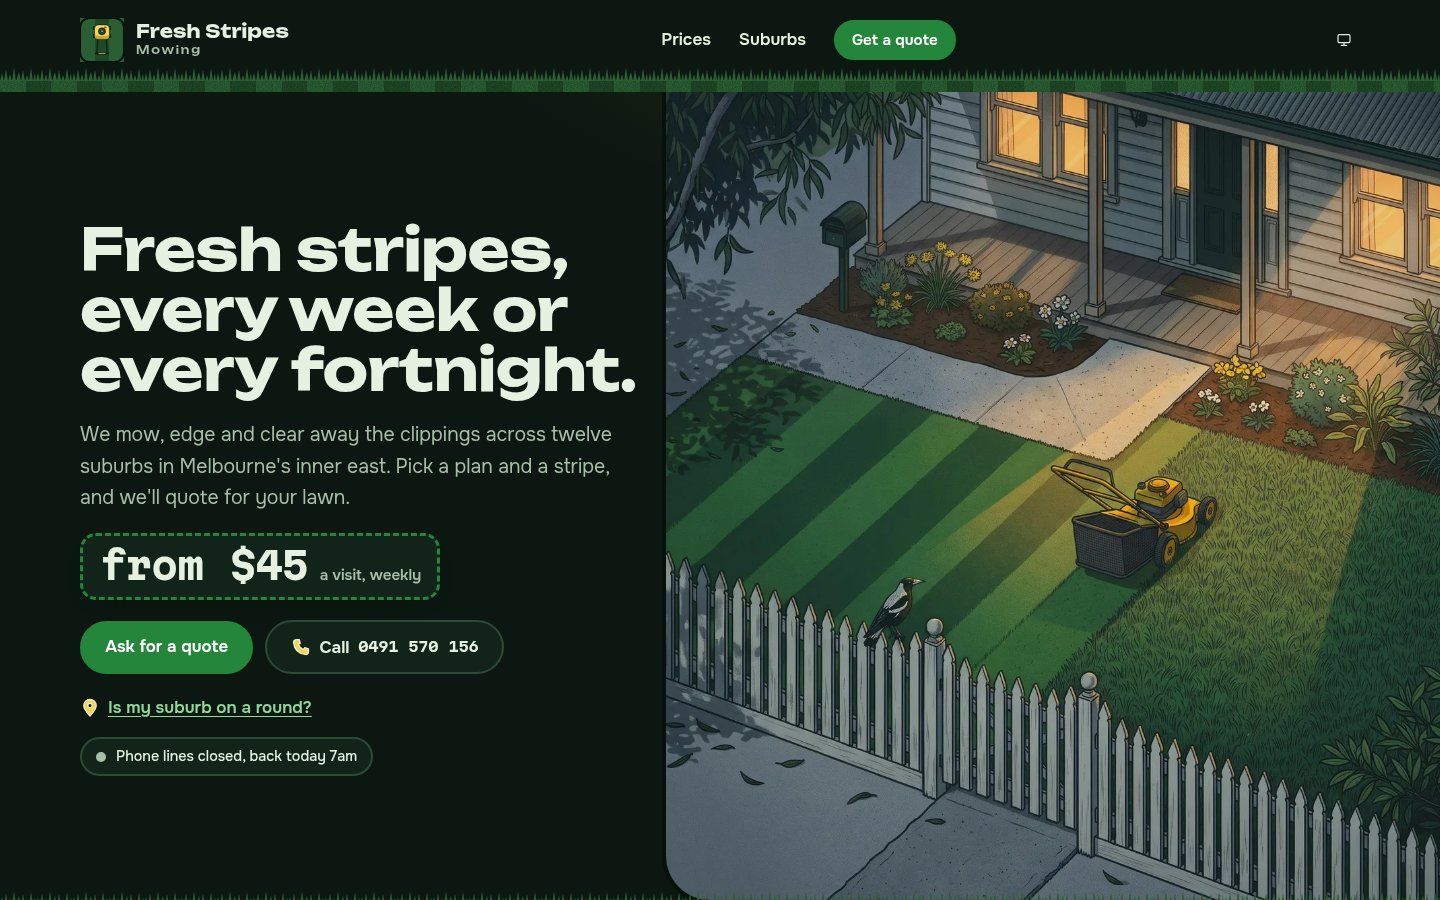 Fresh Stripes
Mowing
Prices
Suburbs
Get a quote
Fresh stripes,
every week or
every fortnight.
We mow, edge and clear away the clippings across twelve
suburbs in Melbourne's inner east. Pick a plan and a stripe,
and we'll quote for your lawn.
from $45 a visit, weekly
Ask for a quote
Call 0491 570 156
Is my suburb on a round?
Phone lines closed, back today 7am